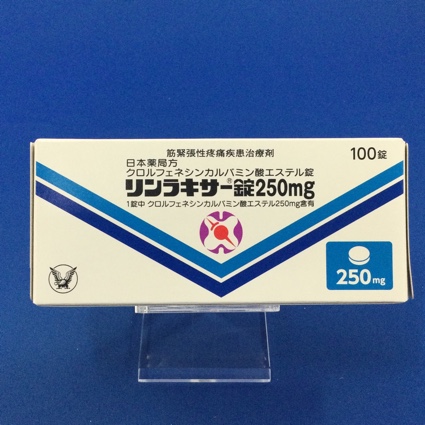 筋緊張性疼痛疾患治療剤
日本薬局方
クロルフェネシンカルバミン酸エステル錠
100錠
リンラキサー®錠250mg
1錠中 クロルフェネシンカルバミン酸エステル250mg含有
250mg